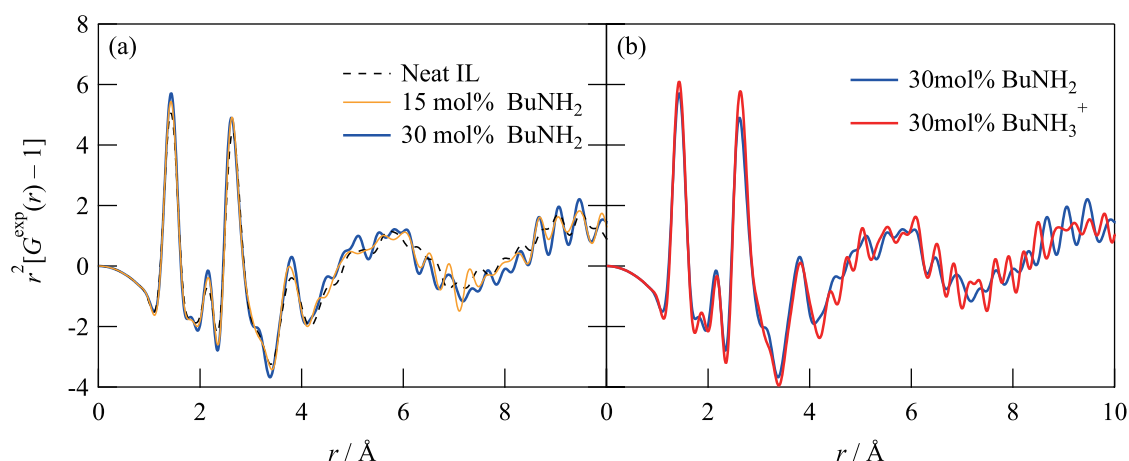 (a)
Neat IL
15 mol% BuNH₂
30 mol% BuNH₂
(b)
30mol% BuNH₂
30mol% BuNH₃⁺
r² [Gᵉˣᵖ(r) − 1]
8
6
4
2
0
-2
-4
0 2 4 6 8 0 2 4 6 8 10
r / Å r / Å